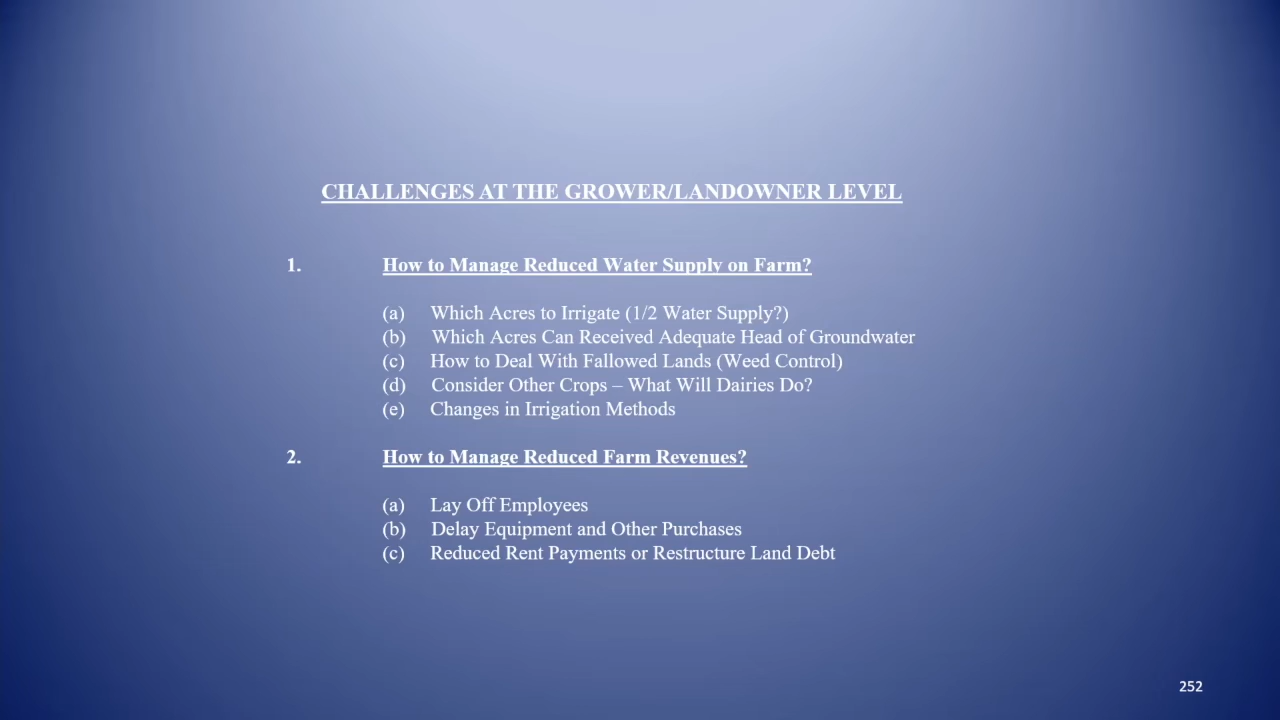 CHALLENGES AT THE GROWER/LANDOWNER LEVEL
1. How to Manage Reduced Water Supply on Farm?
(a) Which Acres to Irrigate (1/2 Water Supply?)
(b) Which Acres Can Received Adequate Head of Groundwater
(c) How to Deal With Fallowed Lands (Weed Control)
(d) Consider Other Crops – What Will Dairies Do?
(e) Changes in Irrigation Methods
2. How to Manage Reduced Farm Revenues?
(a) Lay Off Employees
(b) Delay Equipment and Other Purchases
(c) Reduced Rent Payments or Restructure Land Debt
252